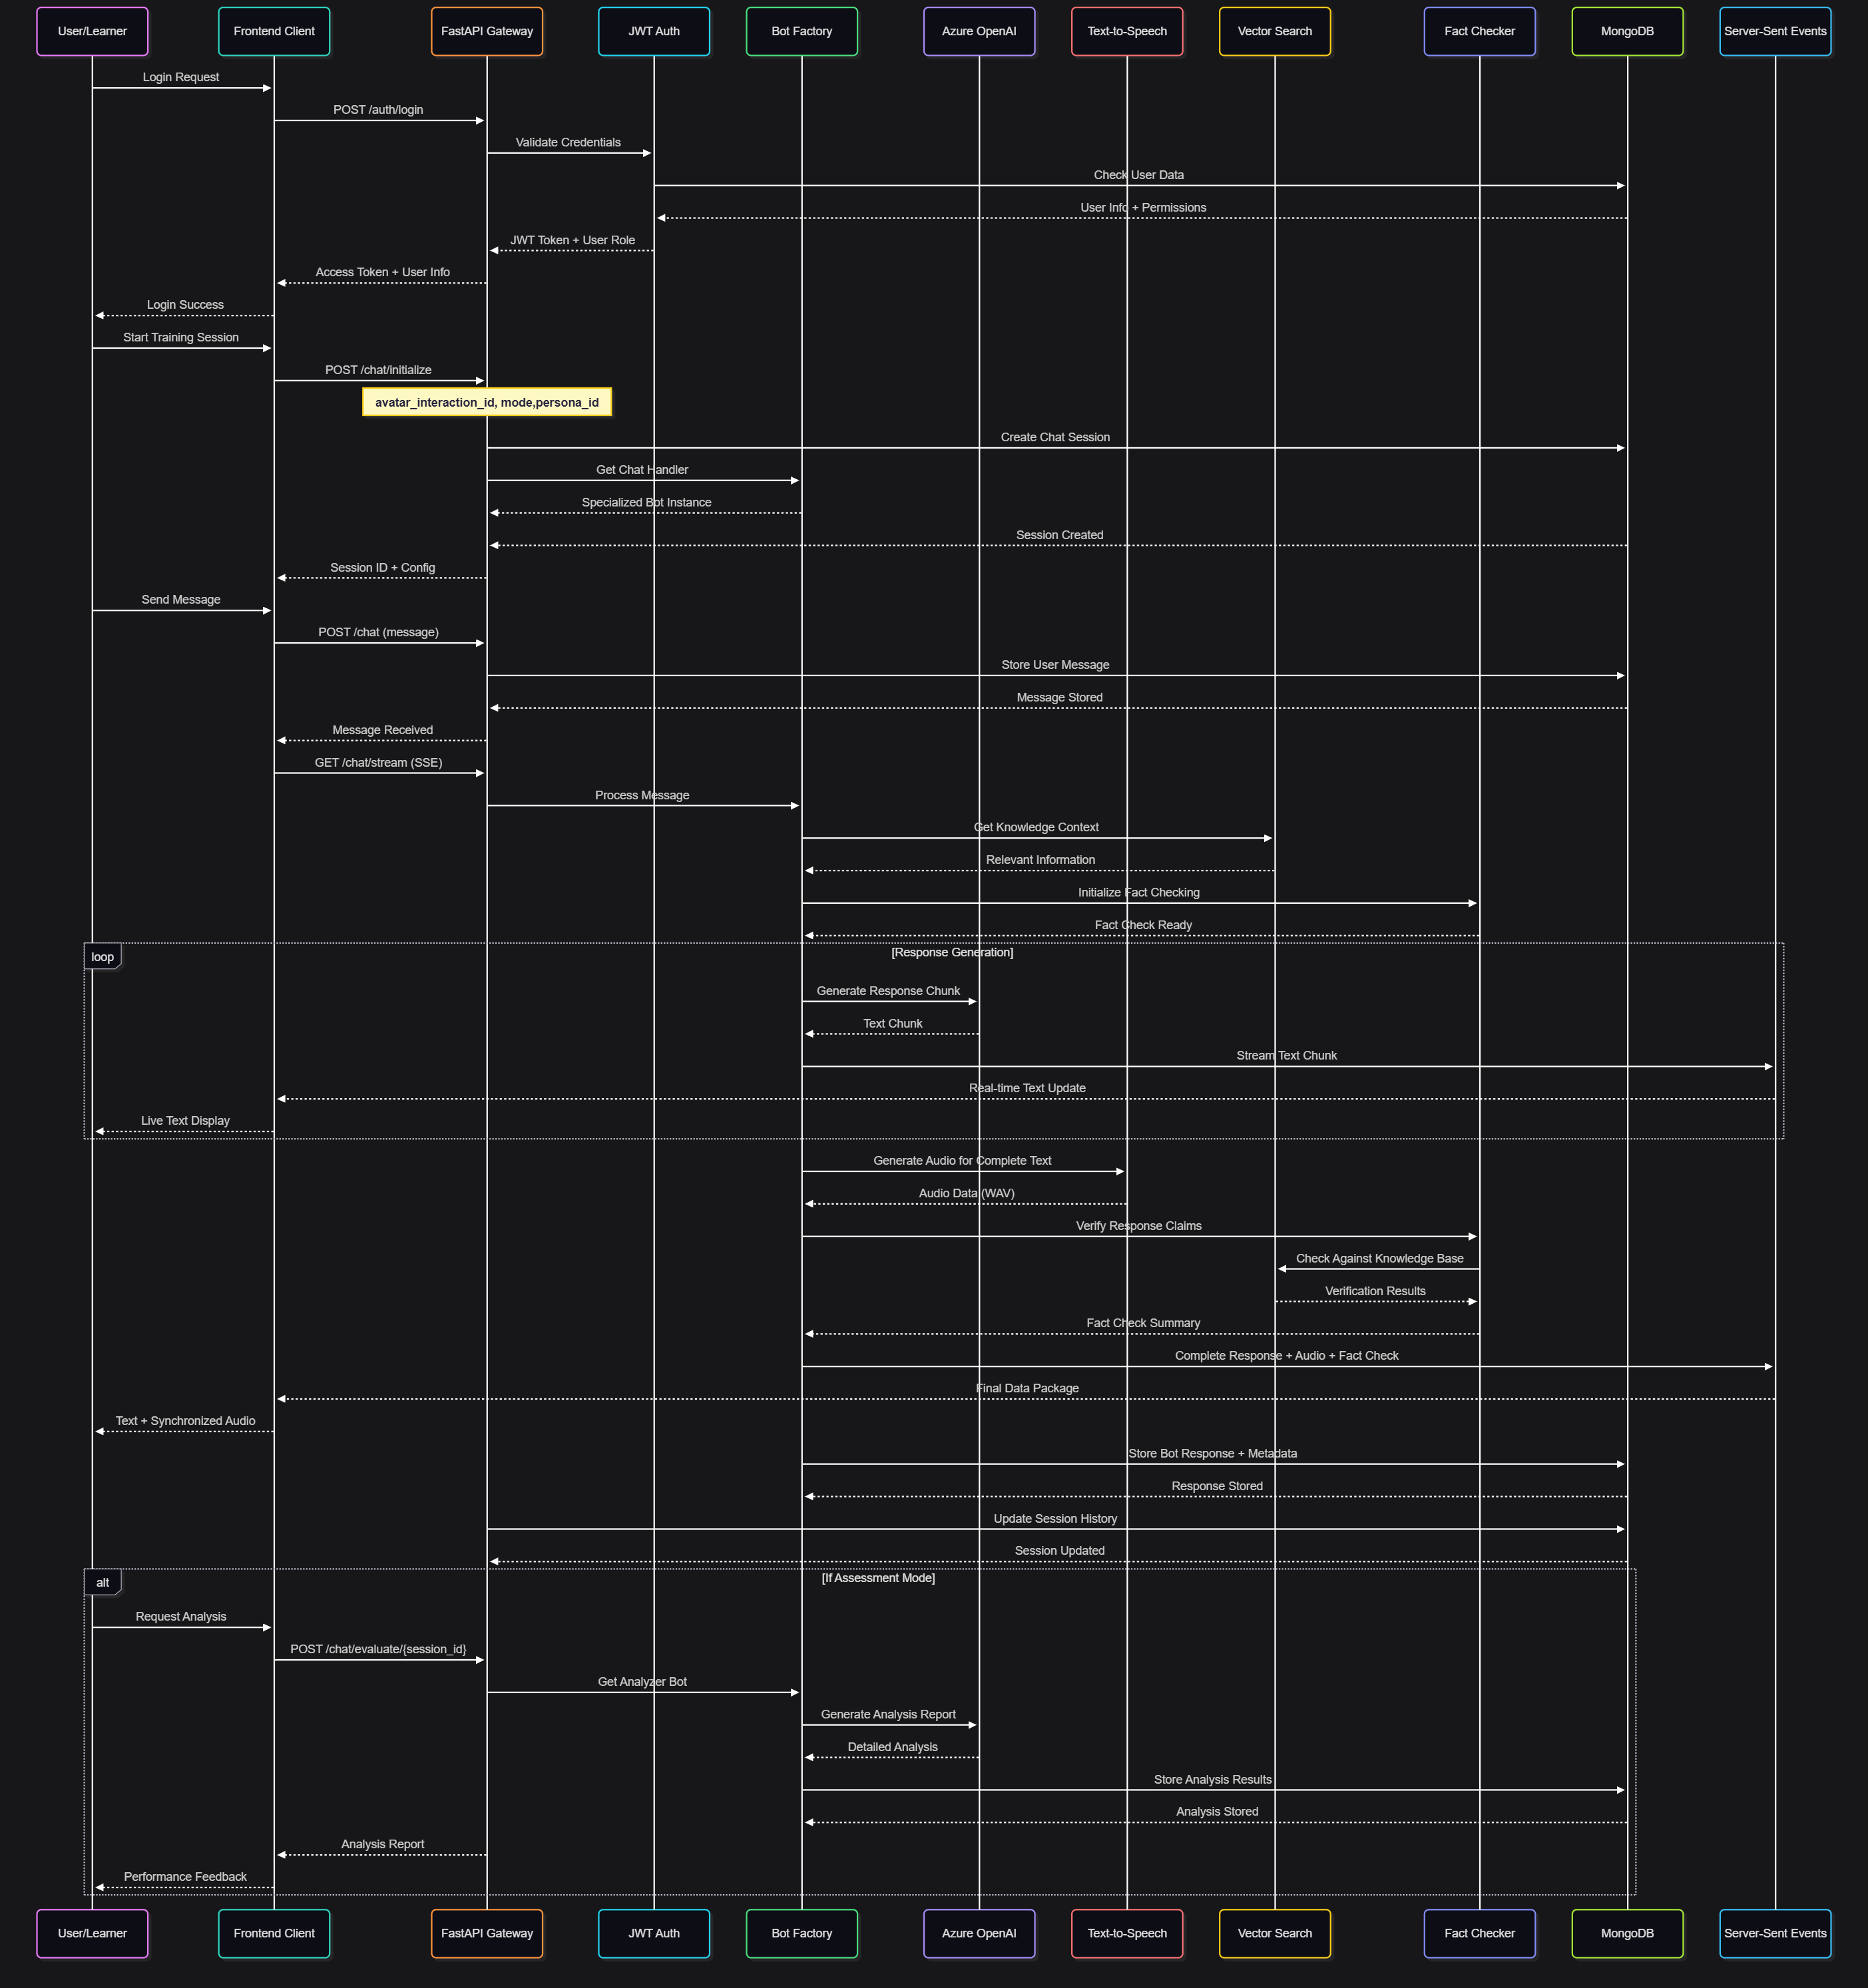 User/Learner
Frontend Client
FastAPI Gateway
JWT Auth
Bot Factory
Azure OpenAI
Text-to-Speech
Vector Search
Fact Checker
MongoDB
Server-Sent Events
Login Request
POST /auth/login
Validate Credentials
Check User Data
User Info + Permissions
JWT Token + User Role
Access Token + User Info
Login Success
Start Training Session
POST /chat/initialize
avatar_interaction_id, mode,persona_id
Create Chat Session
Get Chat Handler
Specialized Bot Instance
Session Created
Session ID + Config
Send Message
POST /chat (message)
Store User Message
Message Stored
Message Received
GET /chat/stream (SSE)
Process Message
Get Knowledge Context
Relevant Information
Initialize Fact Checking
Fact Check Ready
loop
[Response Generation]
Generate Response Chunk
Text Chunk
Stream Text Chunk
Real-time Text Update
Live Text Display
Generate Audio for Complete Text
Audio Data (WAV)
Verify Response Claims
Check Against Knowledge Base
Verification Results
Fact Check Summary
Complete Response + Audio + Fact Check
Final Data Package
Text + Synchronized Audio
Store Bot Response + Metadata
Response Stored
Update Session History
Session Updated
alt
[If Assessment Mode]
Request Analysis
POST /chat/evaluate/{session_id}
Get Analyzer Bot
Generate Analysis Report
Detailed Analysis
Store Analysis Results
Analysis Stored
Analysis Report
Performance Feedback
User/Learner
Frontend Client
FastAPI Gateway
JWT Auth
Bot Factory
Azure OpenAI
Text-to-Speech
Vector Search
Fact Checker
MongoDB
Server-Sent Events